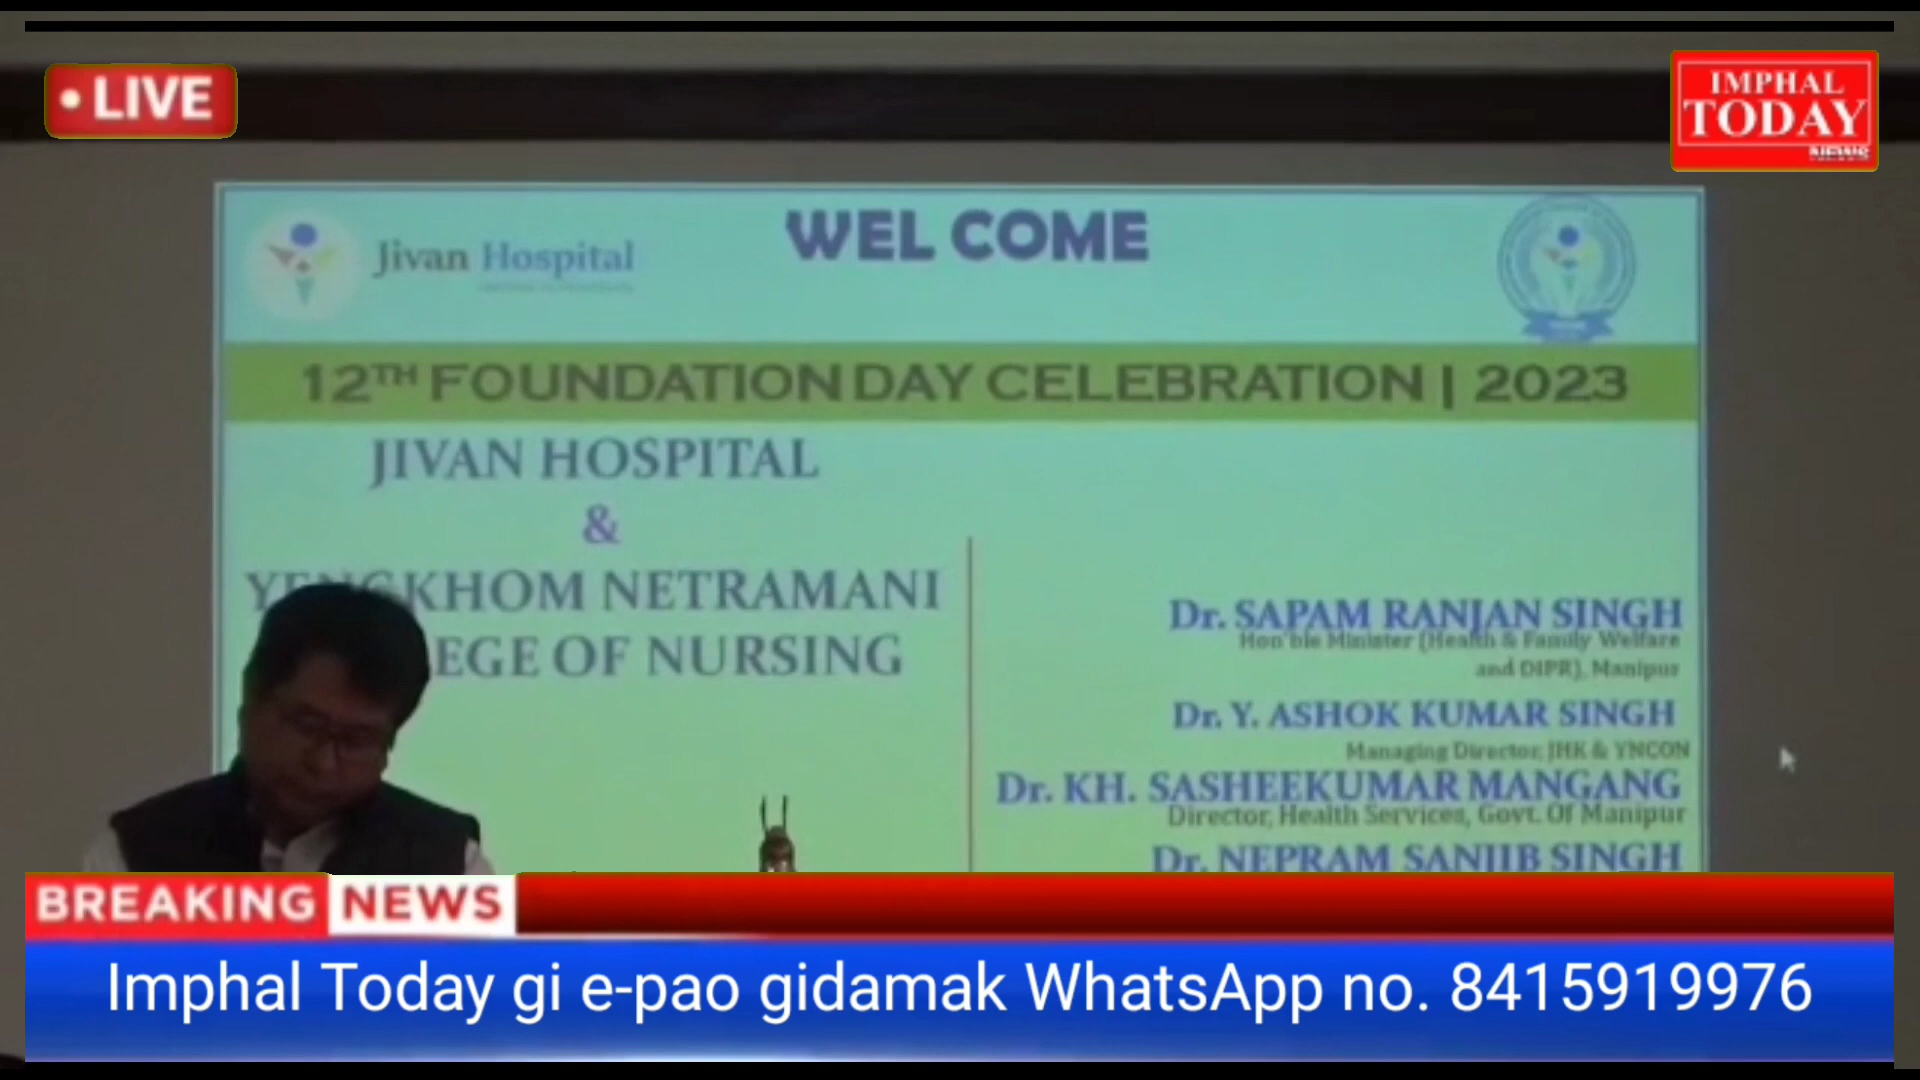 LIVE
IMPHAL
TODAY
NEWS
WEL COME
Jivan Hospital
12TH FOUNDATION DAY CELEBRATION | 2023
JIVAN HOSPITAL
&
KHOM NETRAMANI
EGE OF NURSING
Dr. SAPAM RANJAN SINGH
Hon'ble Minister (Health & Family Welfare
and DIPR), Manipur
Dr. Y. ASHOK KUMAR SINGH
Managing Director, JHK & YNCON
Dr. KH. SASHEEKUMAR MANGANG
Director, Health Services, Govt. Of Manipur
Dr. NEPRAM SANJIB SINGH
BREAKING NEWS
Imphal Today gi e-pao gidamak WhatsApp no. 8415919976